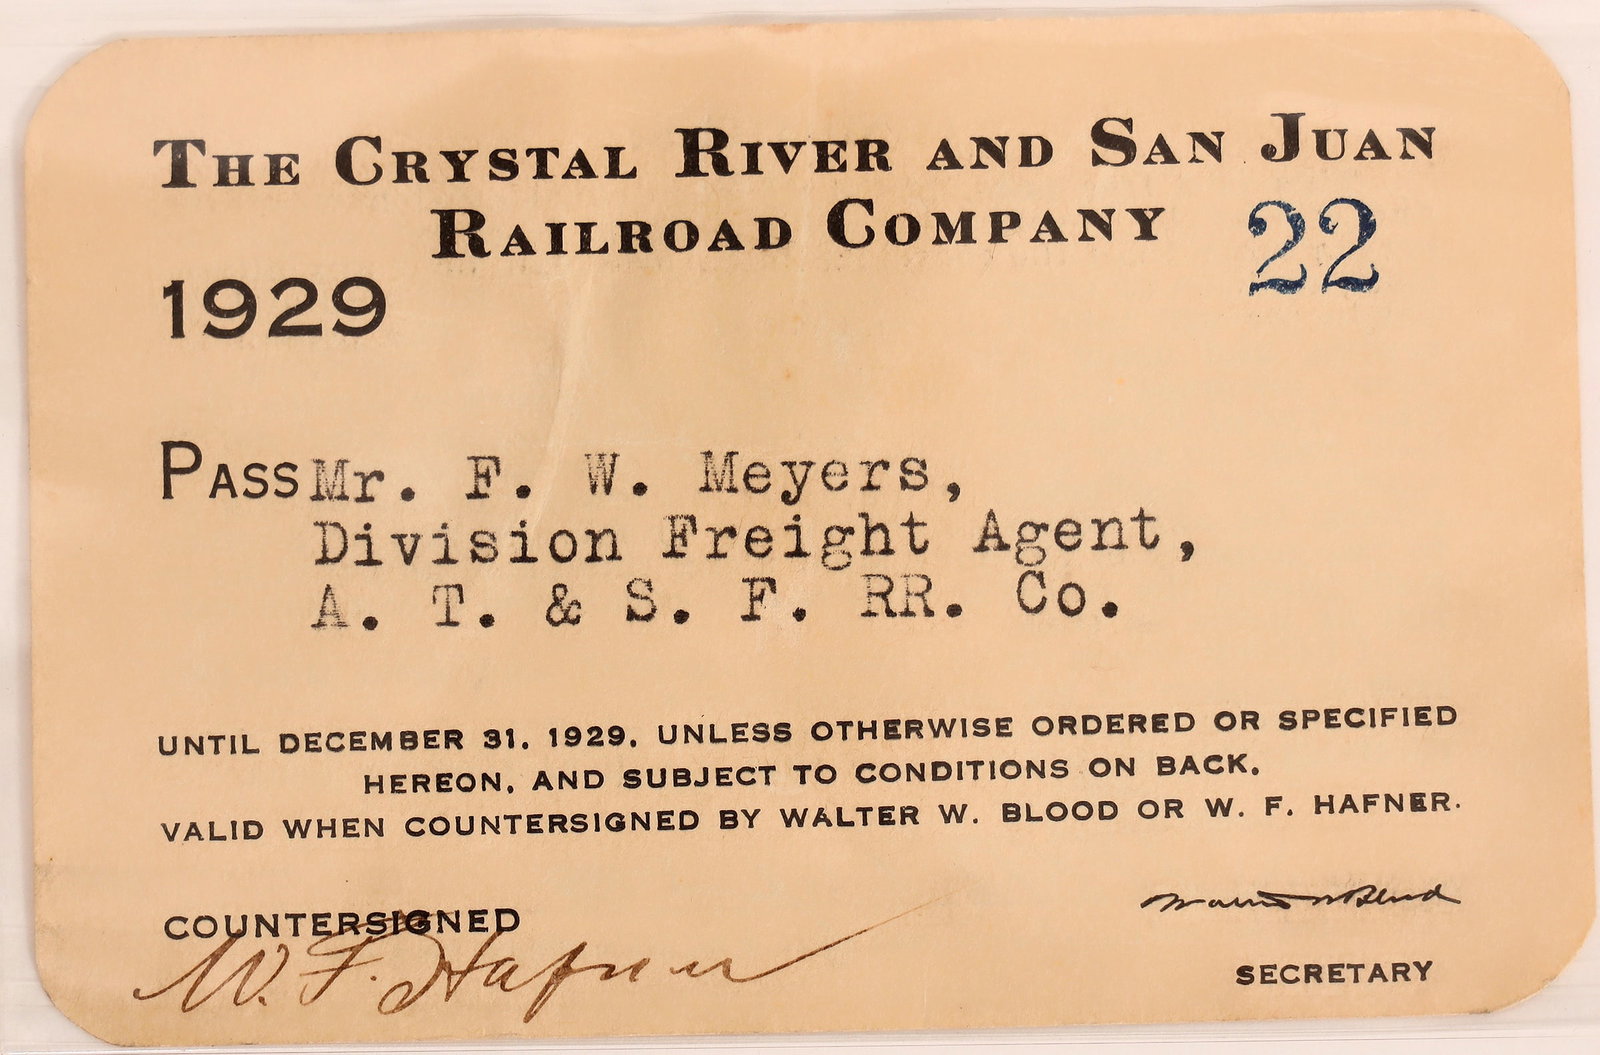 THE CRYSTAL RIVER AND SAN JUAN
RAILROAD COMPANY 22
1929
PASS Mr. F. W. Meyers,
Division Freight Agent,
A. T. & S. F. RR. Co.
UNTIL DECEMBER 31, 1929, UNLESS OTHERWISE ORDERED OR SPECIFIED
HEREON, AND SUBJECT TO CONDITIONS ON BACK.
VALID WHEN COUNTERSIGNED BY WALTER W. BLOOD OR W. F. HAFNER.
COUNTERSIGNED
W. F. Hafner
Walter W Blood
SECRETARY